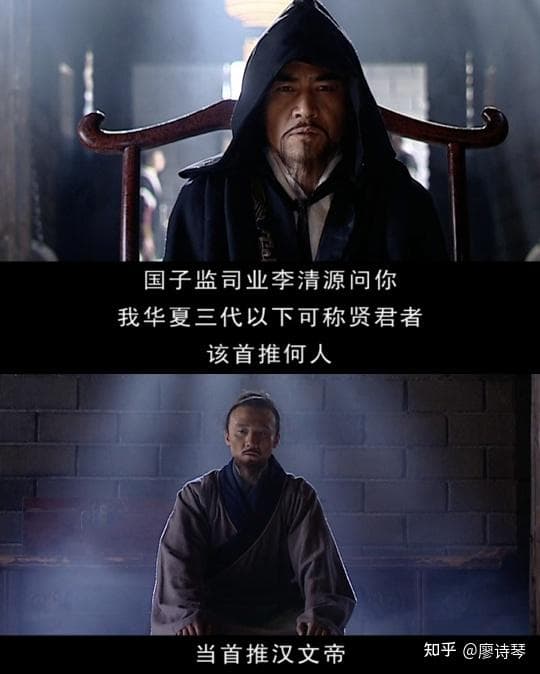 国子监司业李清源问你
我华夏三代以下可称贤君者
该首推何人
当首推汉文帝
知乎 @廖诗琴